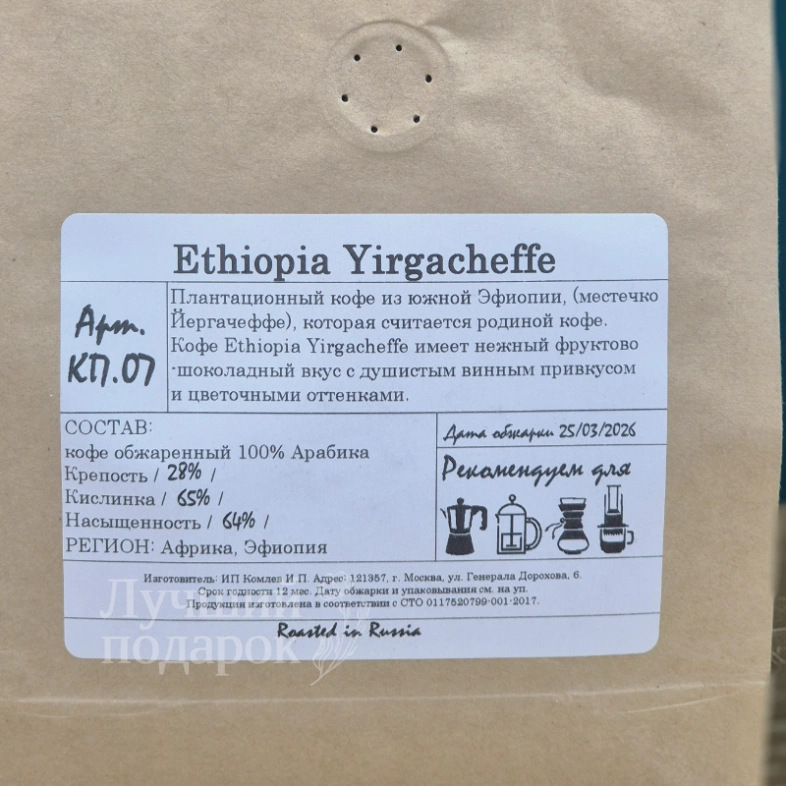 Ethiopia Yirgacheffe
Арт.
КП.07
Плантационный кофе из южной Эфиопии, (местечко
Йергачеффе), которая считается родиной кофе.
Кофе Ethiopia Yirgacheffe имеет нежный фруктово
-шоколадный вкус с душистым винным привкусом
и цветочными оттенками.
СОСТАВ:
кофе обжаренный 100% Арабика
Крепость / 28% /
Кислинка / 65% /
Насыщенность / 64% /
РЕГИОН: Африка, Эфиопия
Дата обжарки 25/03/2026
Рекомендуем для
Изготовитель: ИП Комлев И П. Адрес: 121357, г. Москва, ул. Генерала Дорохова, 6.
Срок годности 12 мес. Дату обжарки и упаковывания см. на уп.
Продукция изготовлена в соответствии с СТО 0117520799-001-2017.
Roasted in Russia
Лучший
подарок